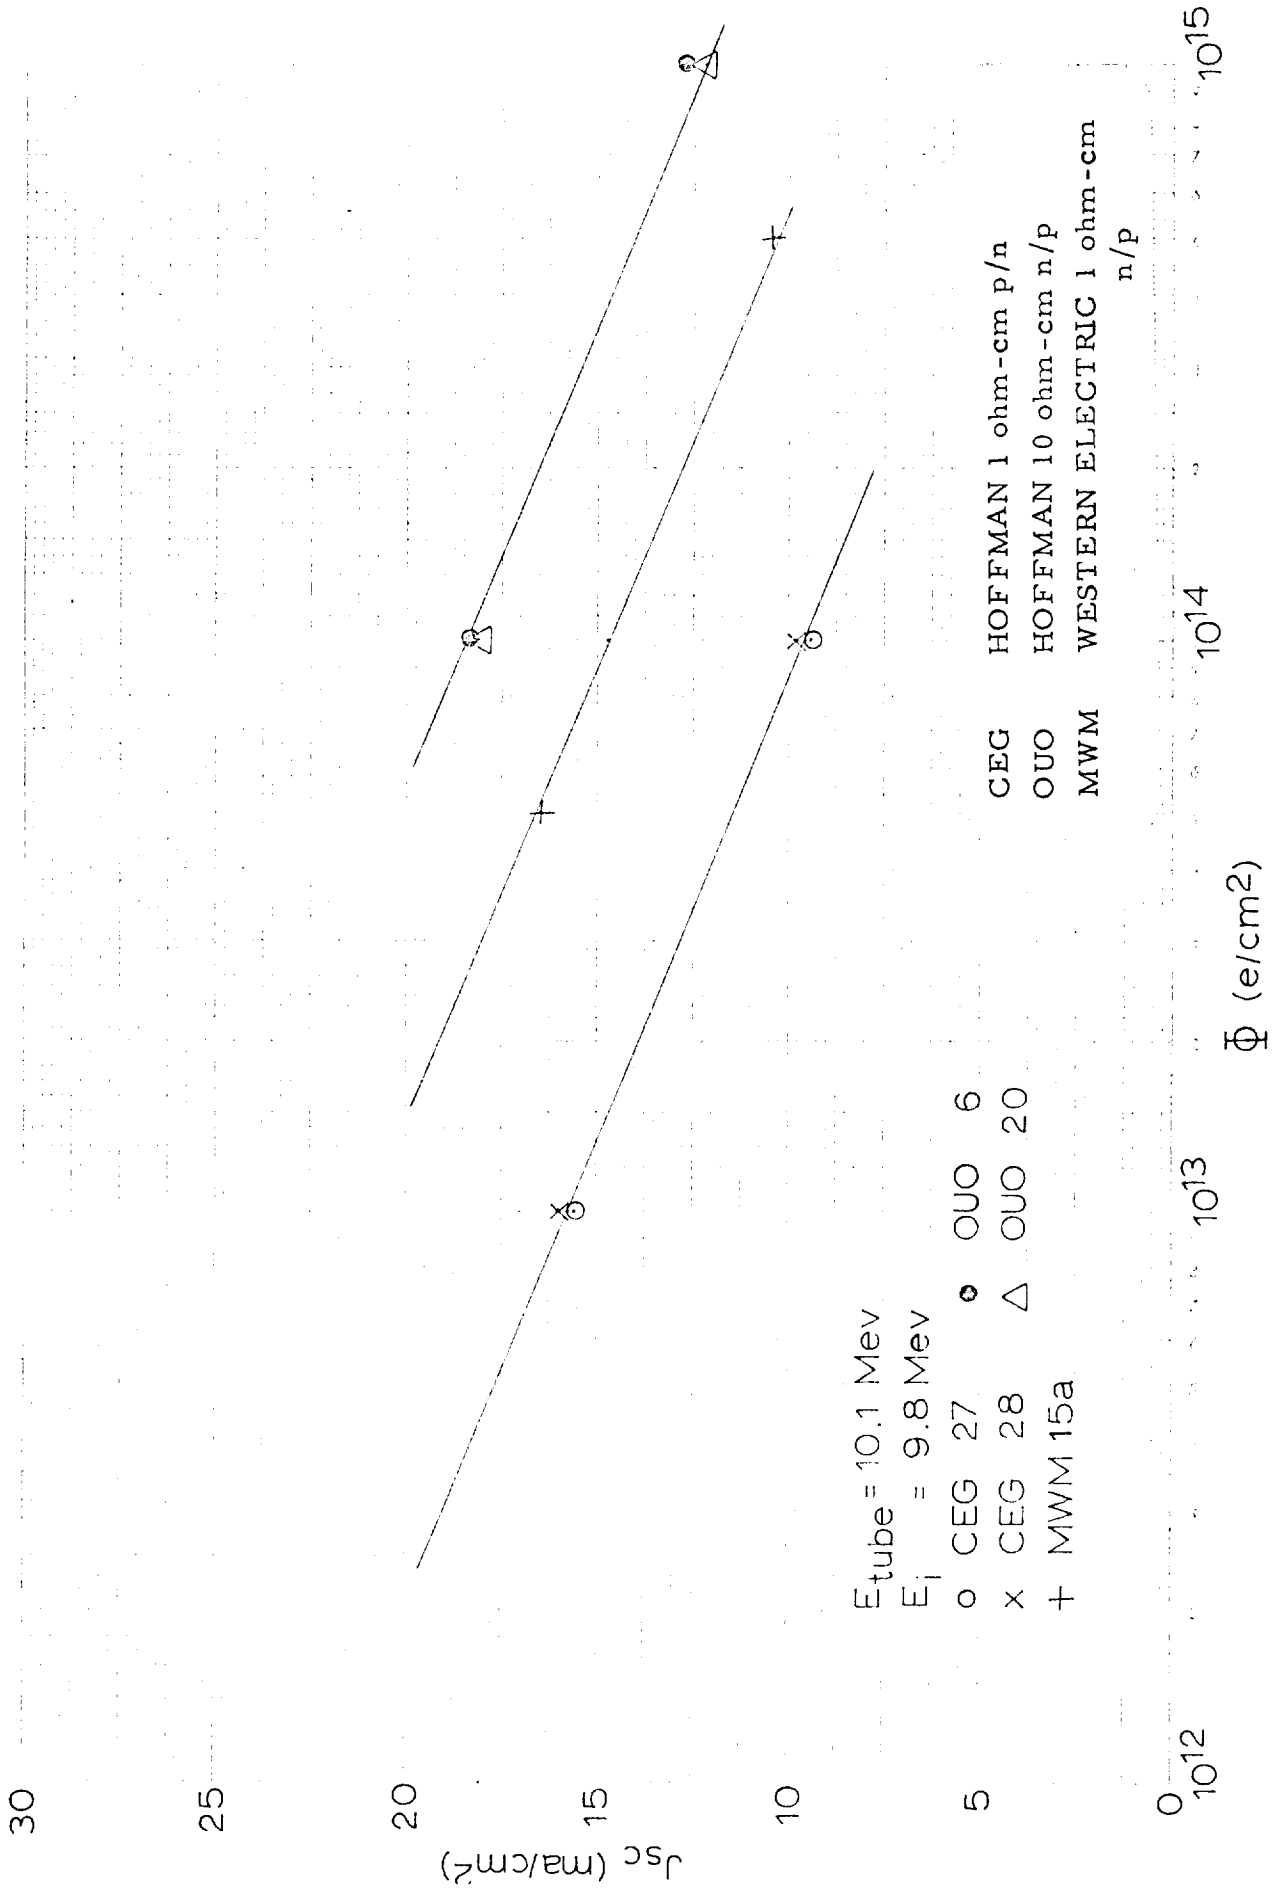 30
25
20
15
10
5
0
J_sc (ma/cm²)
10¹²
10¹³
10¹⁴
10¹⁵
Φ (e/cm²)
E_tube = 10.1 Mev
E_i = 9.8 Mev
o CEG 27 ● OUO 6
x CEG 28 △ OUO 20
+ MWM 15a
CEG HOFFMAN 1 ohm-cm p/n
OUO HOFFMAN 10 ohm-cm n/p
MWM WESTERN ELECTRIC 1 ohm-cm
n/p